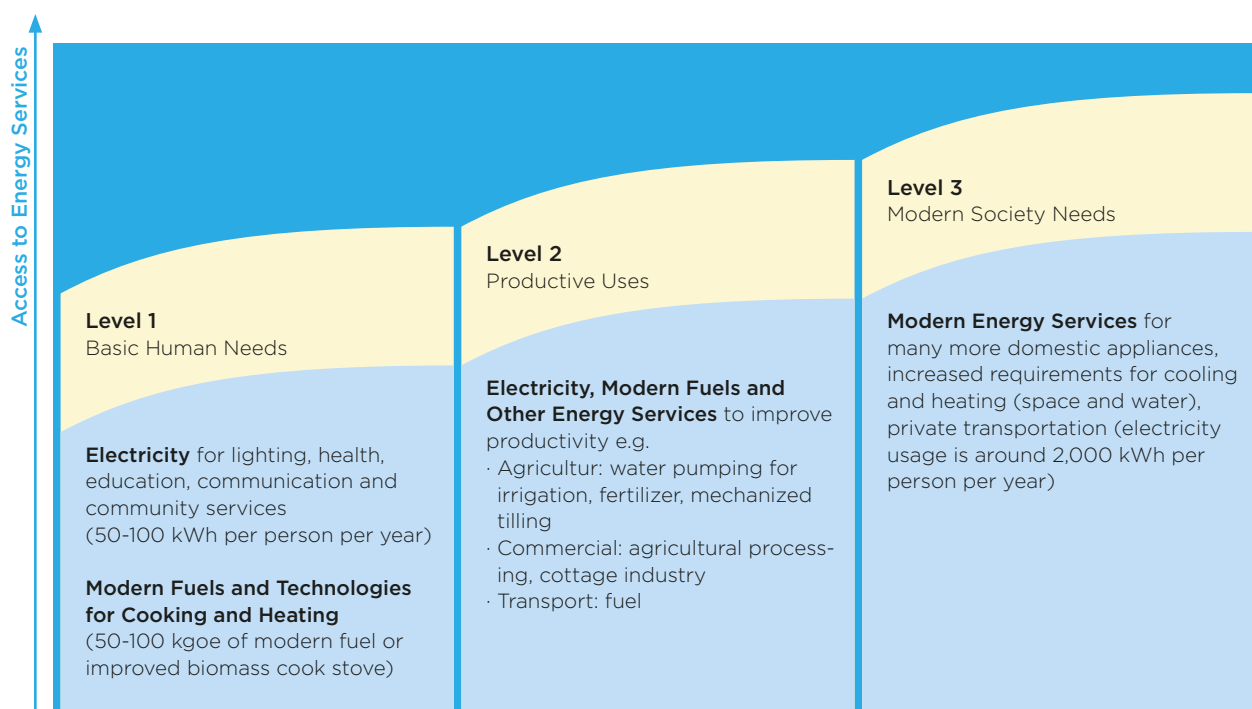 Access to Energy Services
Level 1
Basic Human Needs
Electricity for lighting, health,
education, communication and
community services
(50-100 kWh per person per year)
Modern Fuels and Technologies
for Cooking and Heating
(50-100 kgoe of modern fuel or
improved biomass cook stove)
Level 2
Productive Uses
Electricity, Modern Fuels and
Other Energy Services to improve
productivity e.g.
· Agricultur: water pumping for
irrigation, fertilizer, mechanized
tilling
· Commercial: agricultural process-
ing, cottage industry
· Transport: fuel
Level 3
Modern Society Needs
Modern Energy Services for
many more domestic appliances,
increased requirements for cooling
and heating (space and water),
private transportation (electricity
usage is around 2,000 kWh per
person per year)